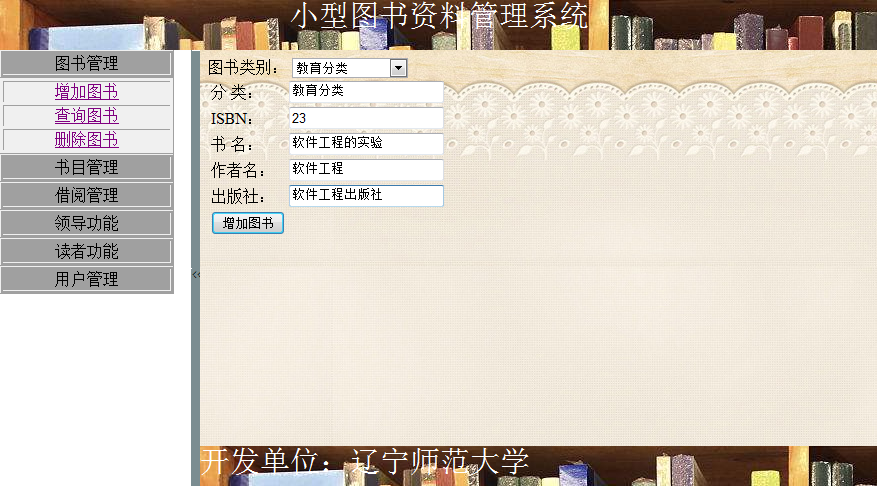 小型图书资料管理系统
图书管理
增加图书
查询图书
删除图书
书目管理
借阅管理
领导功能
读者功能
用户管理
图书类别： 教育分类
分 类： 教育分类
ISBN： 23
书 名： 软件工程的实验
作者名： 软件工程
出版社： 软件工程出版社
增加图书
开发单位：辽宁师范大学